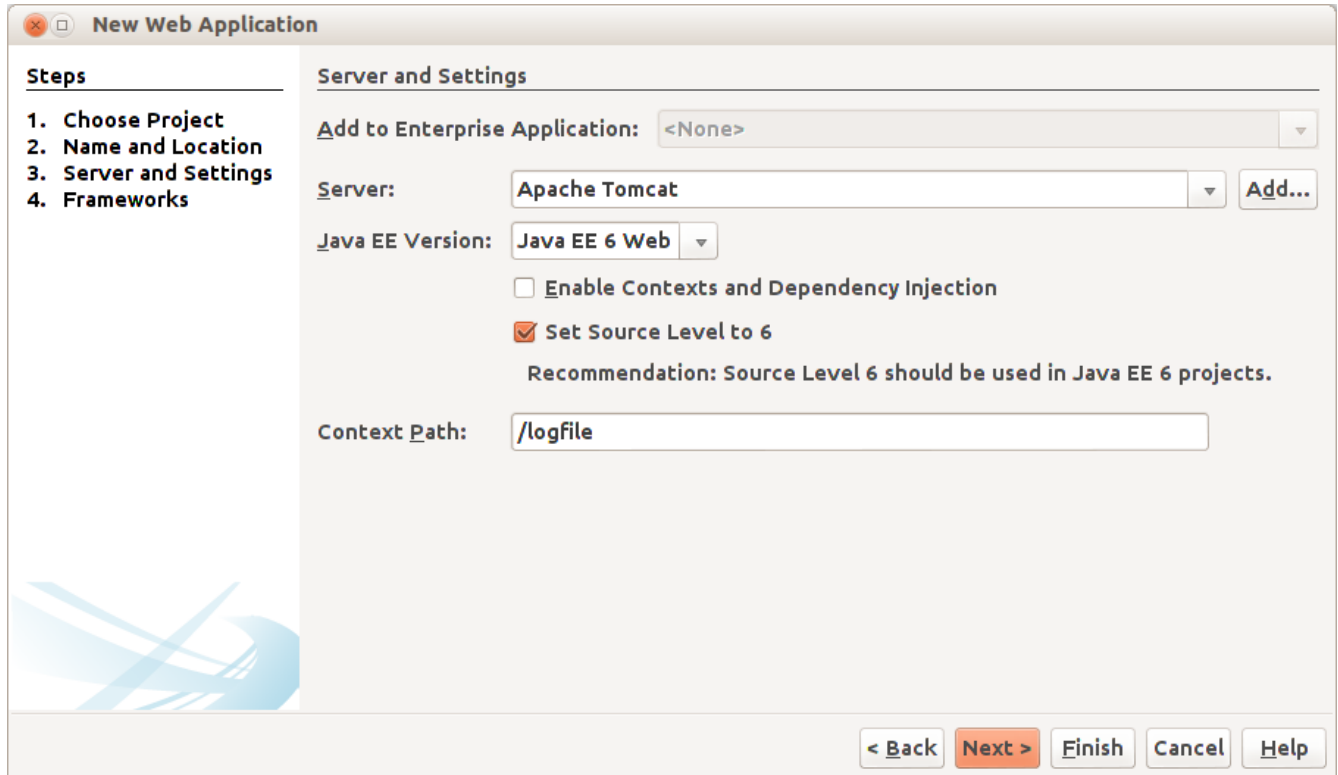 New Web Application
Steps
1. Choose Project
2. Name and Location
3. Server and Settings
4. Frameworks
Server and Settings
Add to Enterprise Application: <None>
Server: Apache Tomcat Add...
Java EE Version: Java EE 6 Web
Enable Contexts and Dependency Injection
Set Source Level to 6
Recommendation: Source Level 6 should be used in Java EE 6 projects.
Context Path: /logfile
< Back Next > Finish Cancel Help